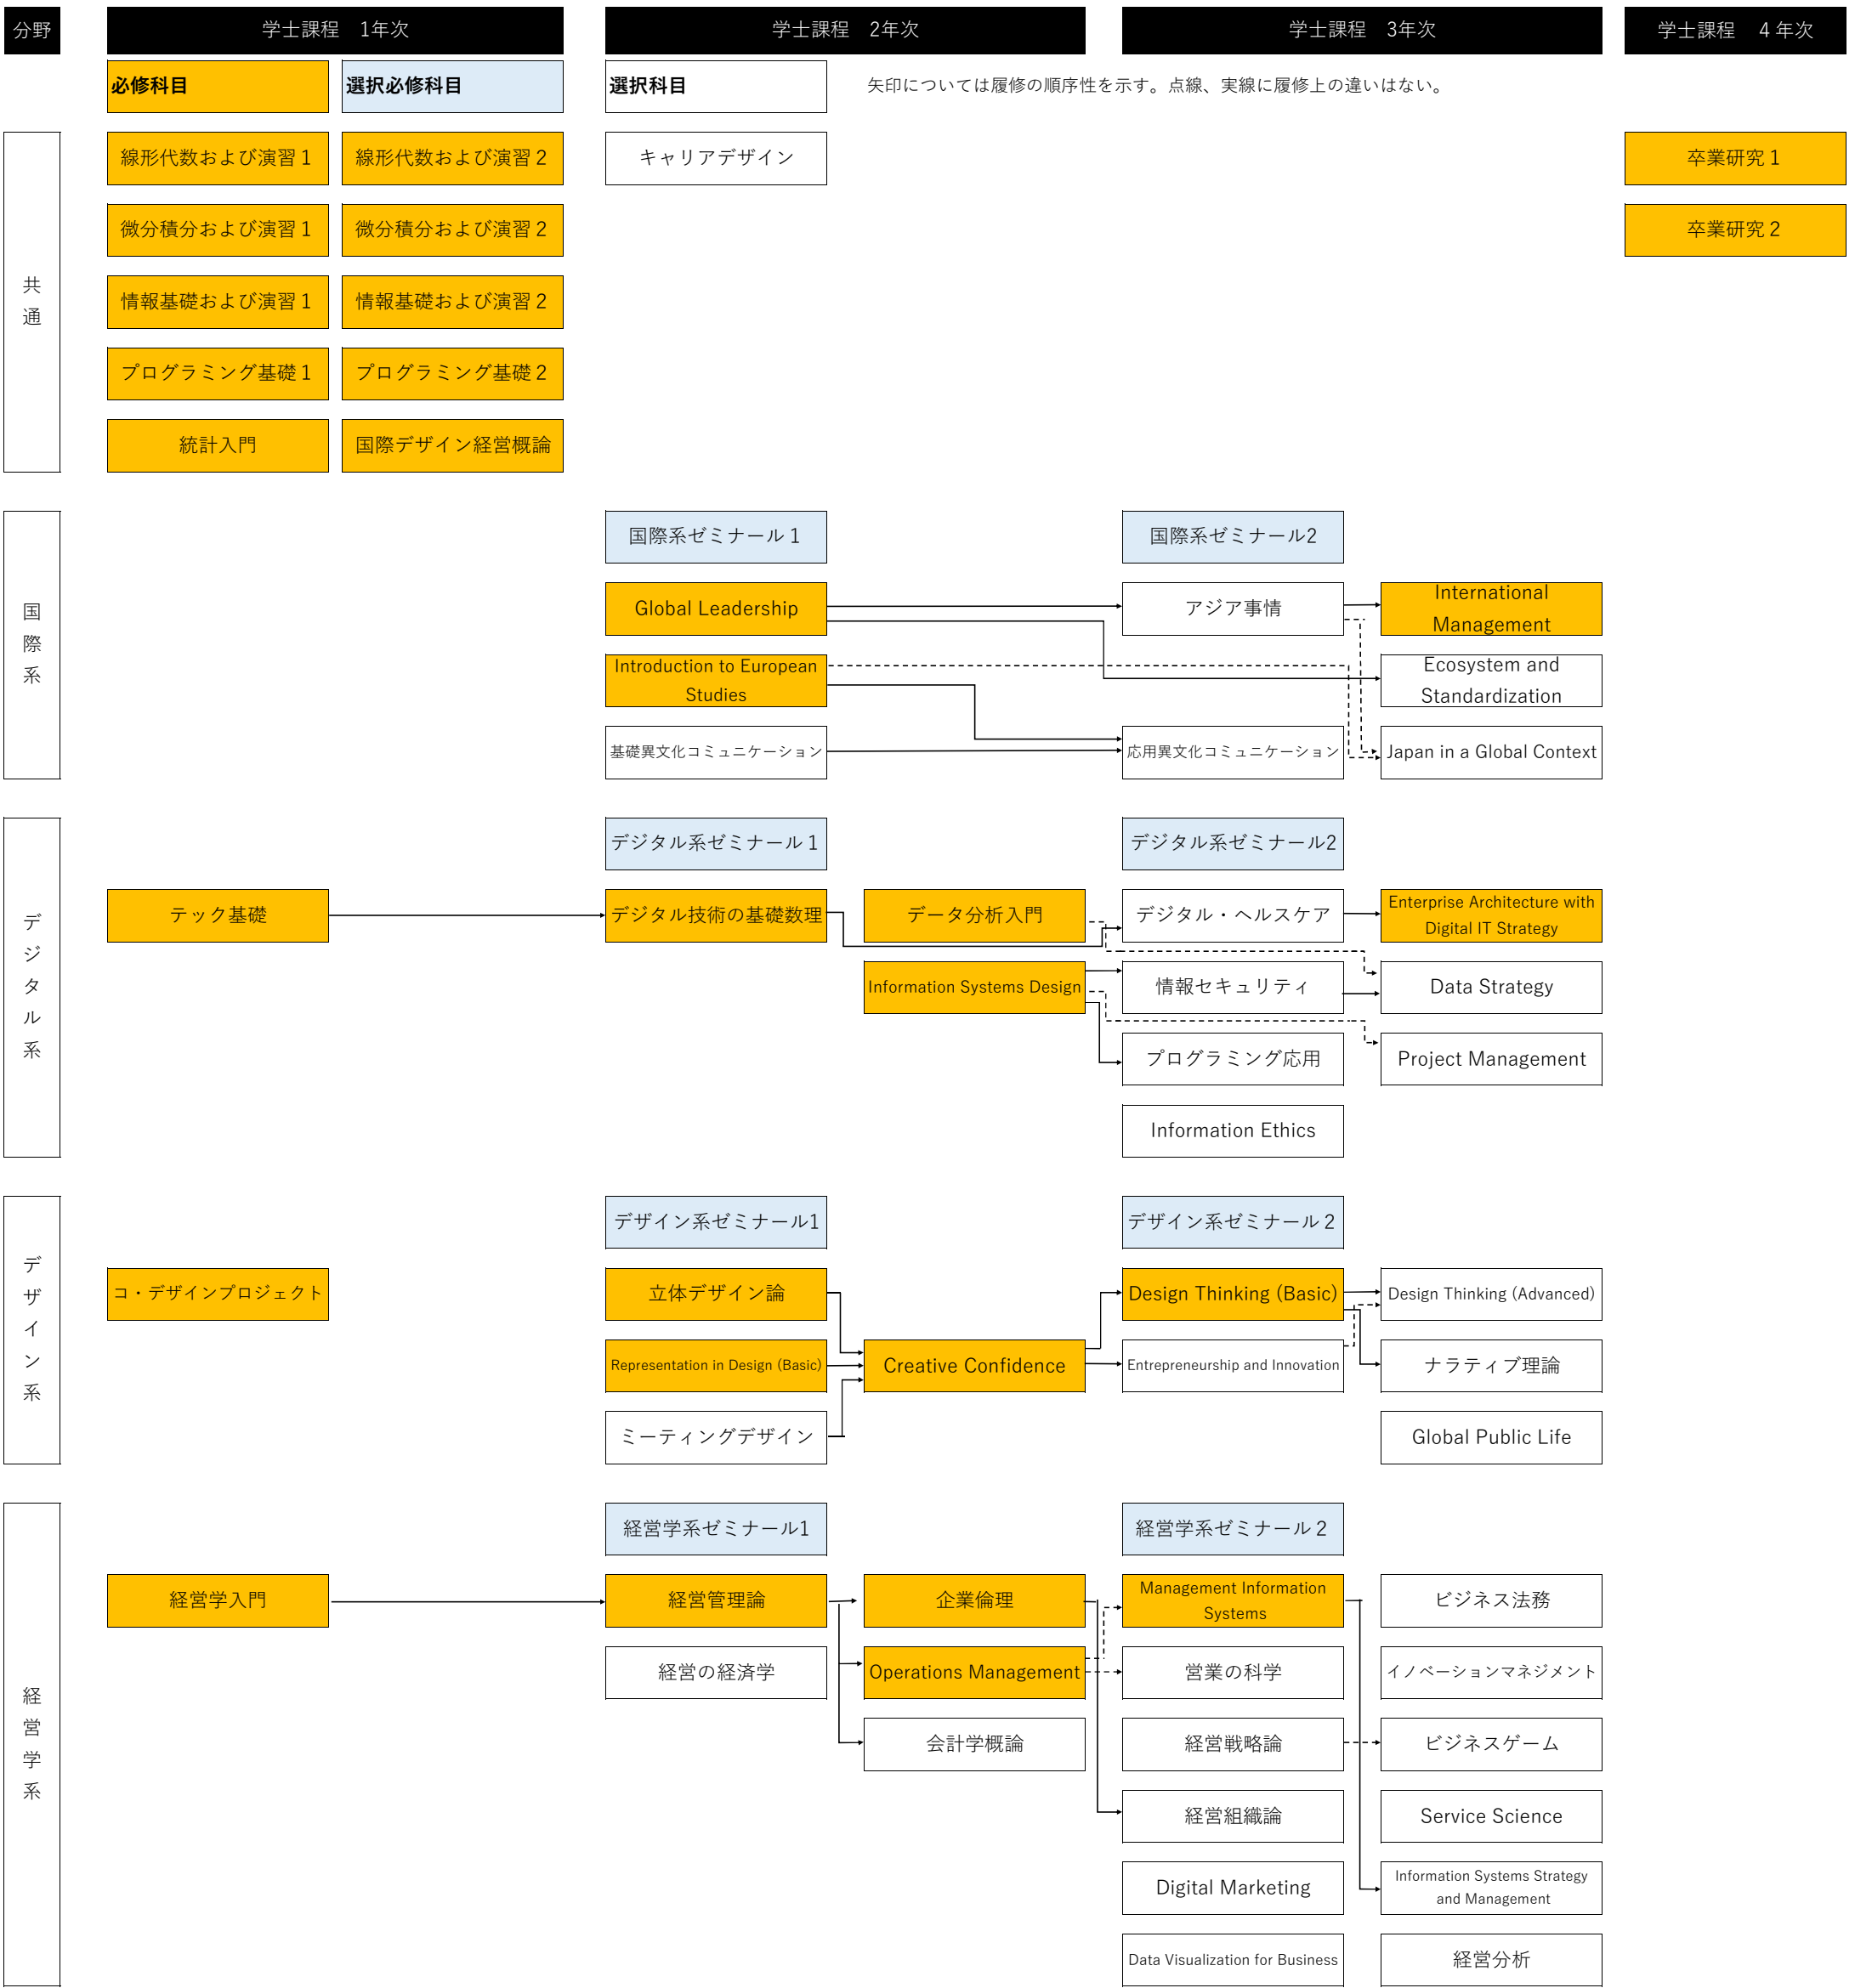 分野
学士課程　1年次
学士課程　2年次
学士課程　3年次
学士課程　４年次
必修科目
選択必修科目
選択科目
矢印については履修の順序性を示す。点線、実線に履修上の違いはない。
共通
線形代数および演習１
線形代数および演習２
キャリアデザイン
卒業研究１
微分積分および演習１
微分積分および演習２
卒業研究２
情報基礎および演習１
情報基礎および演習２
プログラミング基礎１
プログラミング基礎２
統計入門
国際デザイン経営概論
国際系
国際系ゼミナール１
国際系ゼミナール2
Global Leadership
アジア事情
International
Management
Introduction to European
Studies
Ecosystem and
Standardization
基礎異文化コミュニケーション
応用異文化コミュニケーション
Japan in a Global Context
デジタル系
デジタル系ゼミナール１
デジタル系ゼミナール2
テック基礎
デジタル技術の基礎数理
データ分析入門
デジタル・ヘルスケア
Enterprise Architecture with
Digital IT Strategy
Information Systems Design
情報セキュリティ
Data Strategy
プログラミング応用
Project Management
Information Ethics
デザイン系
デザイン系ゼミナール1
デザイン系ゼミナール２
コ・デザインプロジェクト
立体デザイン論
Design Thinking (Basic)
Design Thinking (Advanced)
Representation in Design (Basic)
Creative Confidence
Entrepreneurship and Innovation
ナラティブ理論
ミーティングデザイン
Global Public Life
経営学系
経営学系ゼミナール1
経営学系ゼミナール２
経営学入門
経営管理論
企業倫理
Management Information
Systems
ビジネス法務
経営の経済学
Operations Management
営業の科学
イノベーションマネジメント
会計学概論
経営戦略論
ビジネスゲーム
経営組織論
Service Science
Digital Marketing
Information Systems Strategy
and Management
Data Visualization for Business
経営分析